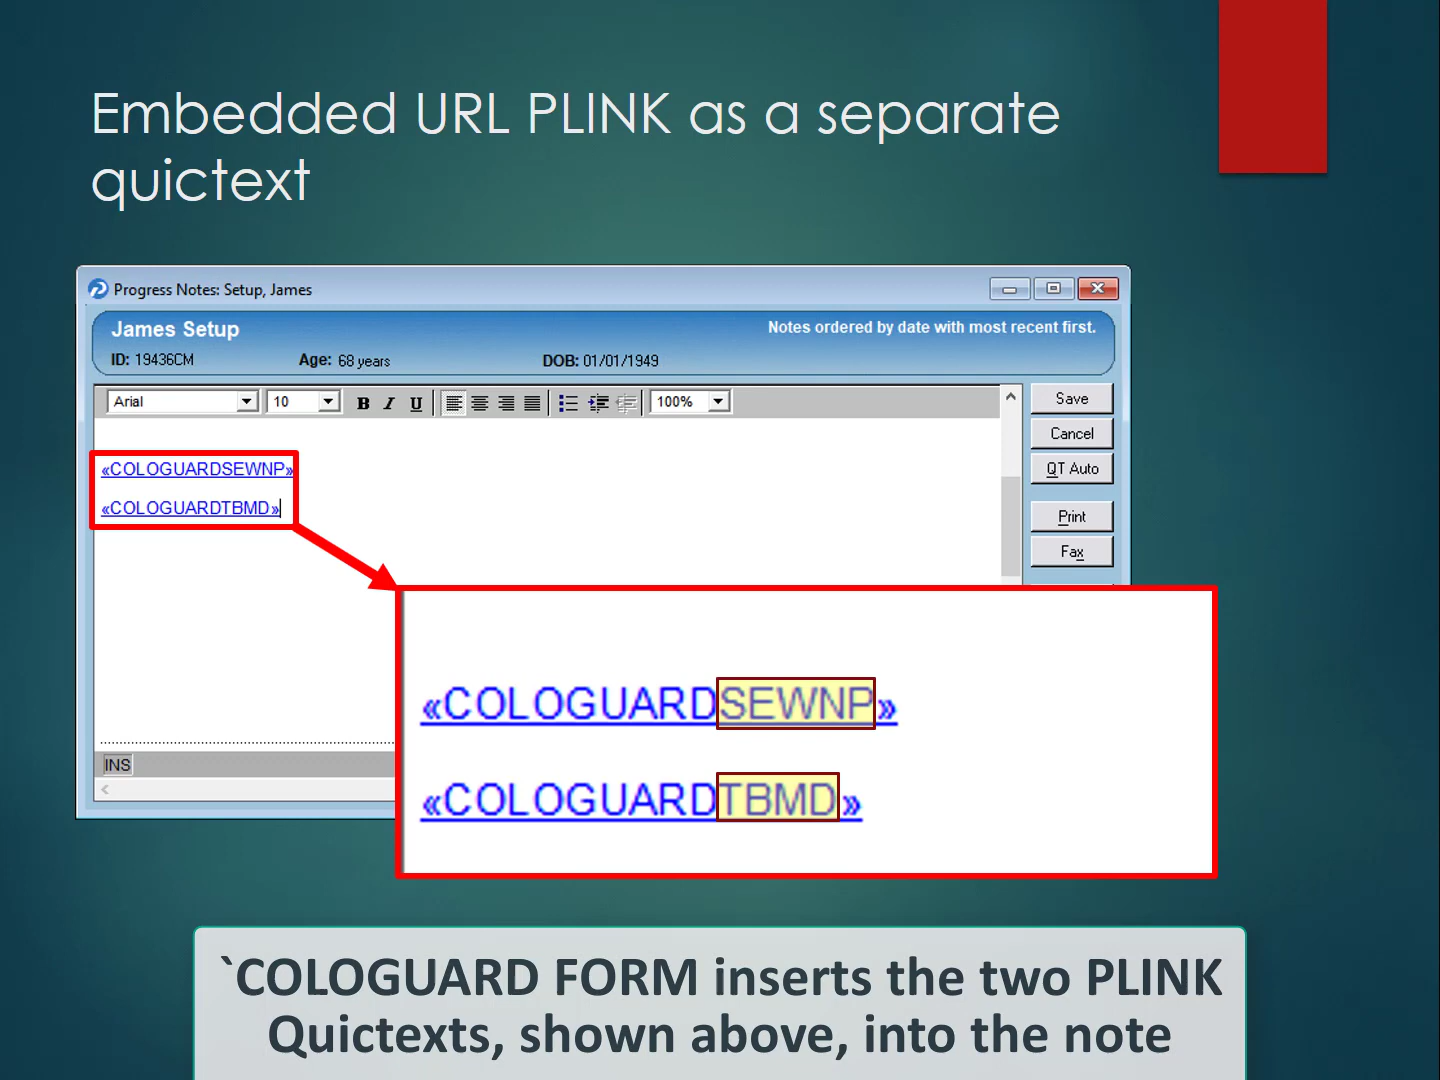 Embedded URL PLINK as a separate
quictext
Progress Notes: Setup, James
James Setup
Notes ordered by date with most recent first.
ID: 19436CM Age: 68 years DOB: 01/01/1949
Arial 10 B I U 100%
Save
Cancel
QT Auto
Print
Fax
«COLOGUARDSEWNP»
«COLOGUARDTBMD»
INS
«COLOGUARDSEWNP»
«COLOGUARDTBMD»
`COLOGUARD FORM inserts the two PLINK
Quictexts, shown above, into the note